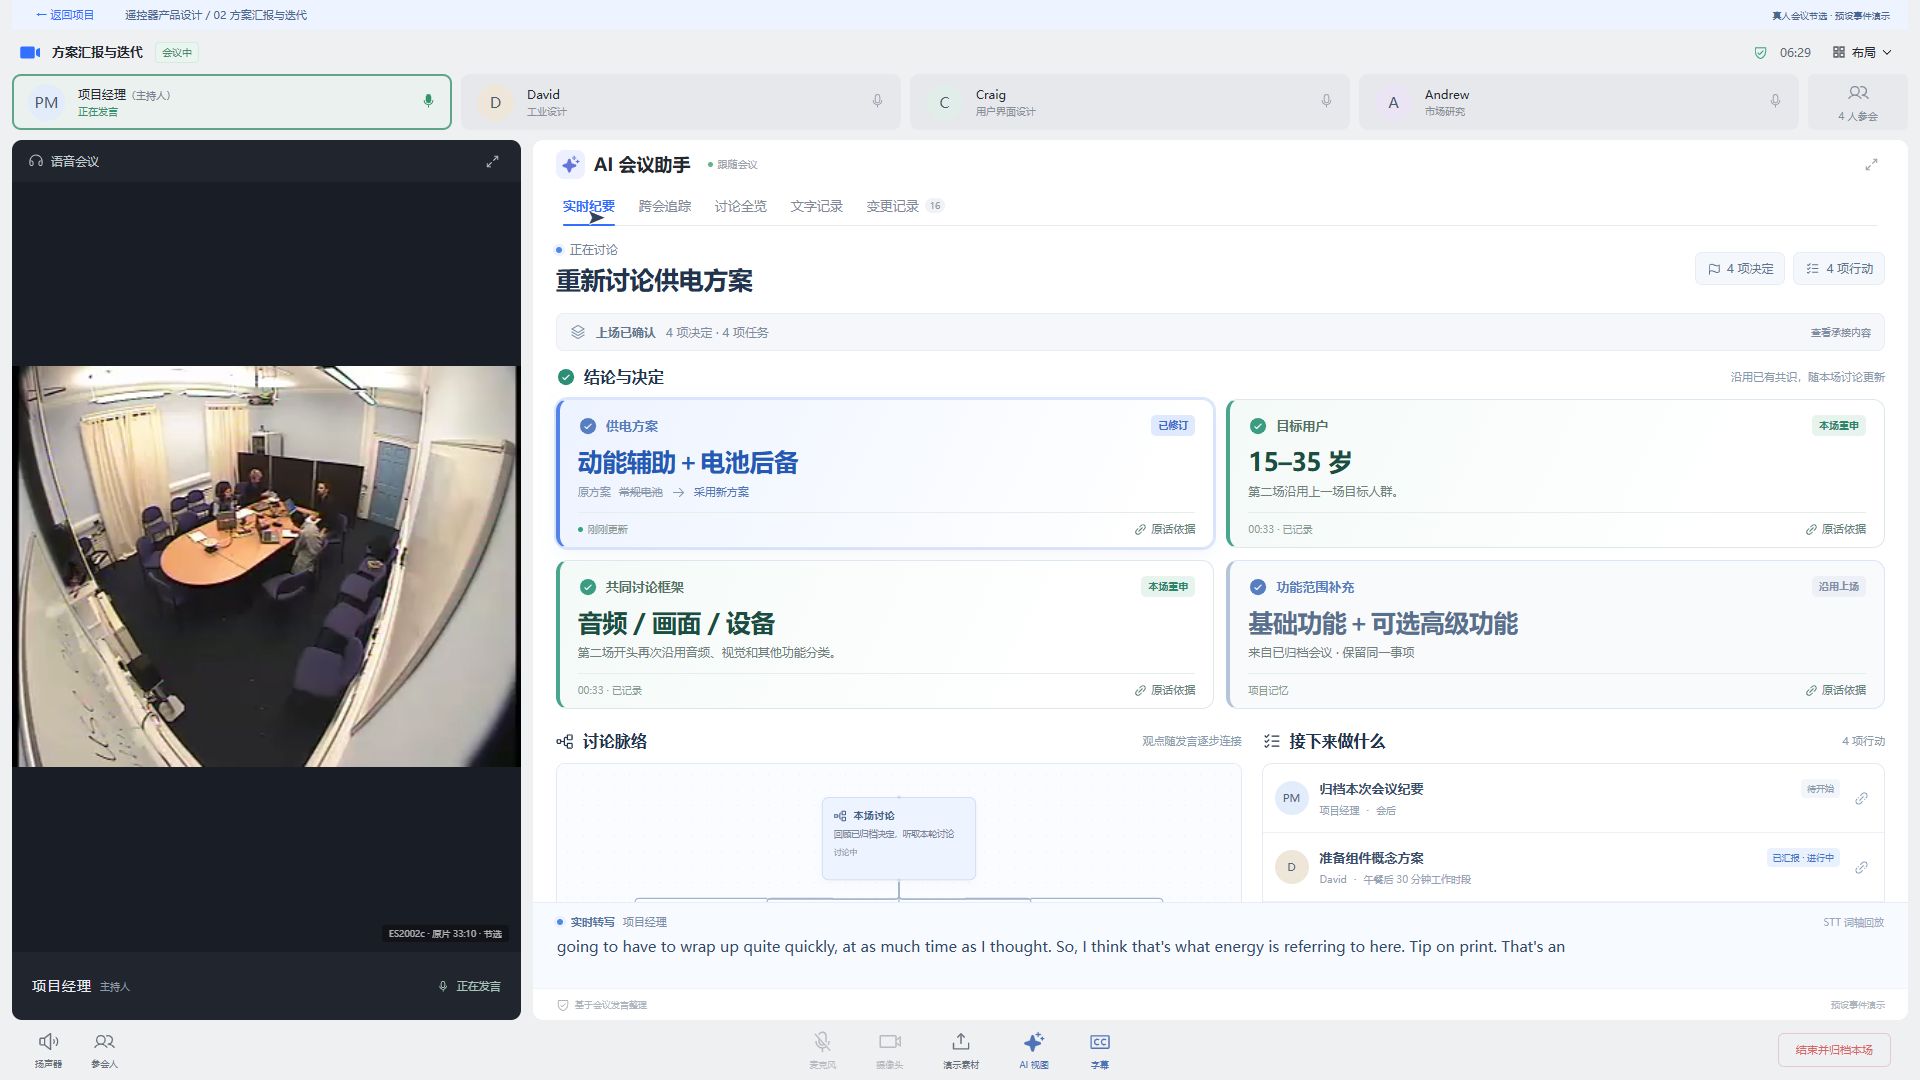 ← 返回项目
遥控器产品设计 / 02 方案汇报与迭代
真人会议节选 · 预设事件演示
方案汇报与迭代
会议中
06:29
布局
PM
项目经理 (主持人)
正在发言
D
David
工业设计
C
Craig
用户界面设计
A
Andrew
市场研究
4 人参会
语音会议
ES2002c · 原片 33:10 · 节选
项目经理 主持人
正在发言
AI 会议助手
跟随会议
实时纪要
跨会追踪
讨论全览
文字记录
变更记录 16
正在讨论
重新讨论供电方案
4 项决定
4 项行动
上场已确认 4 项决定 · 4 项任务
查看承接内容
结论与决定
沿用已有共识，随本场讨论更新
供电方案
已修订
动能辅助 + 电池后备
原方案 常规电池 → 采用新方案
刚刚更新
原话依据
目标用户
本场重申
15–35 岁
第二场沿用上一场目标人群。
00:33 · 已记录
原话依据
共同讨论框架
本场重申
音频 / 画面 / 设备
第二场开头再次沿用音频、视觉和其他功能分类。
00:33 · 已记录
原话依据
功能范围补充
沿用上场
基础功能 + 可选高级功能
来自已归档会议 · 保留同一事项
项目记忆
原话依据
讨论脉络
观点随发言逐步连接
本场讨论
回顾已归档决定，听取本轮讨论
讨论中
接下来做什么
4 项行动
PM
归档本次会议纪要
项目经理 · 会后
待开始
D
准备组件概念方案
David · 午餐后 30 分钟工作时段
已汇报 · 进行中
实时转写 项目经理
STT 词轴回放
going to have to wrap up quite quickly, at as much time as I thought. So, I think that's what energy is referring to here. Tip on print. That's an
基于会议发言整理
预设事件演示
扬声器
参会人
麦克风
摄像头
演示素材
AI 视图
CC
字幕
结束并归档本场